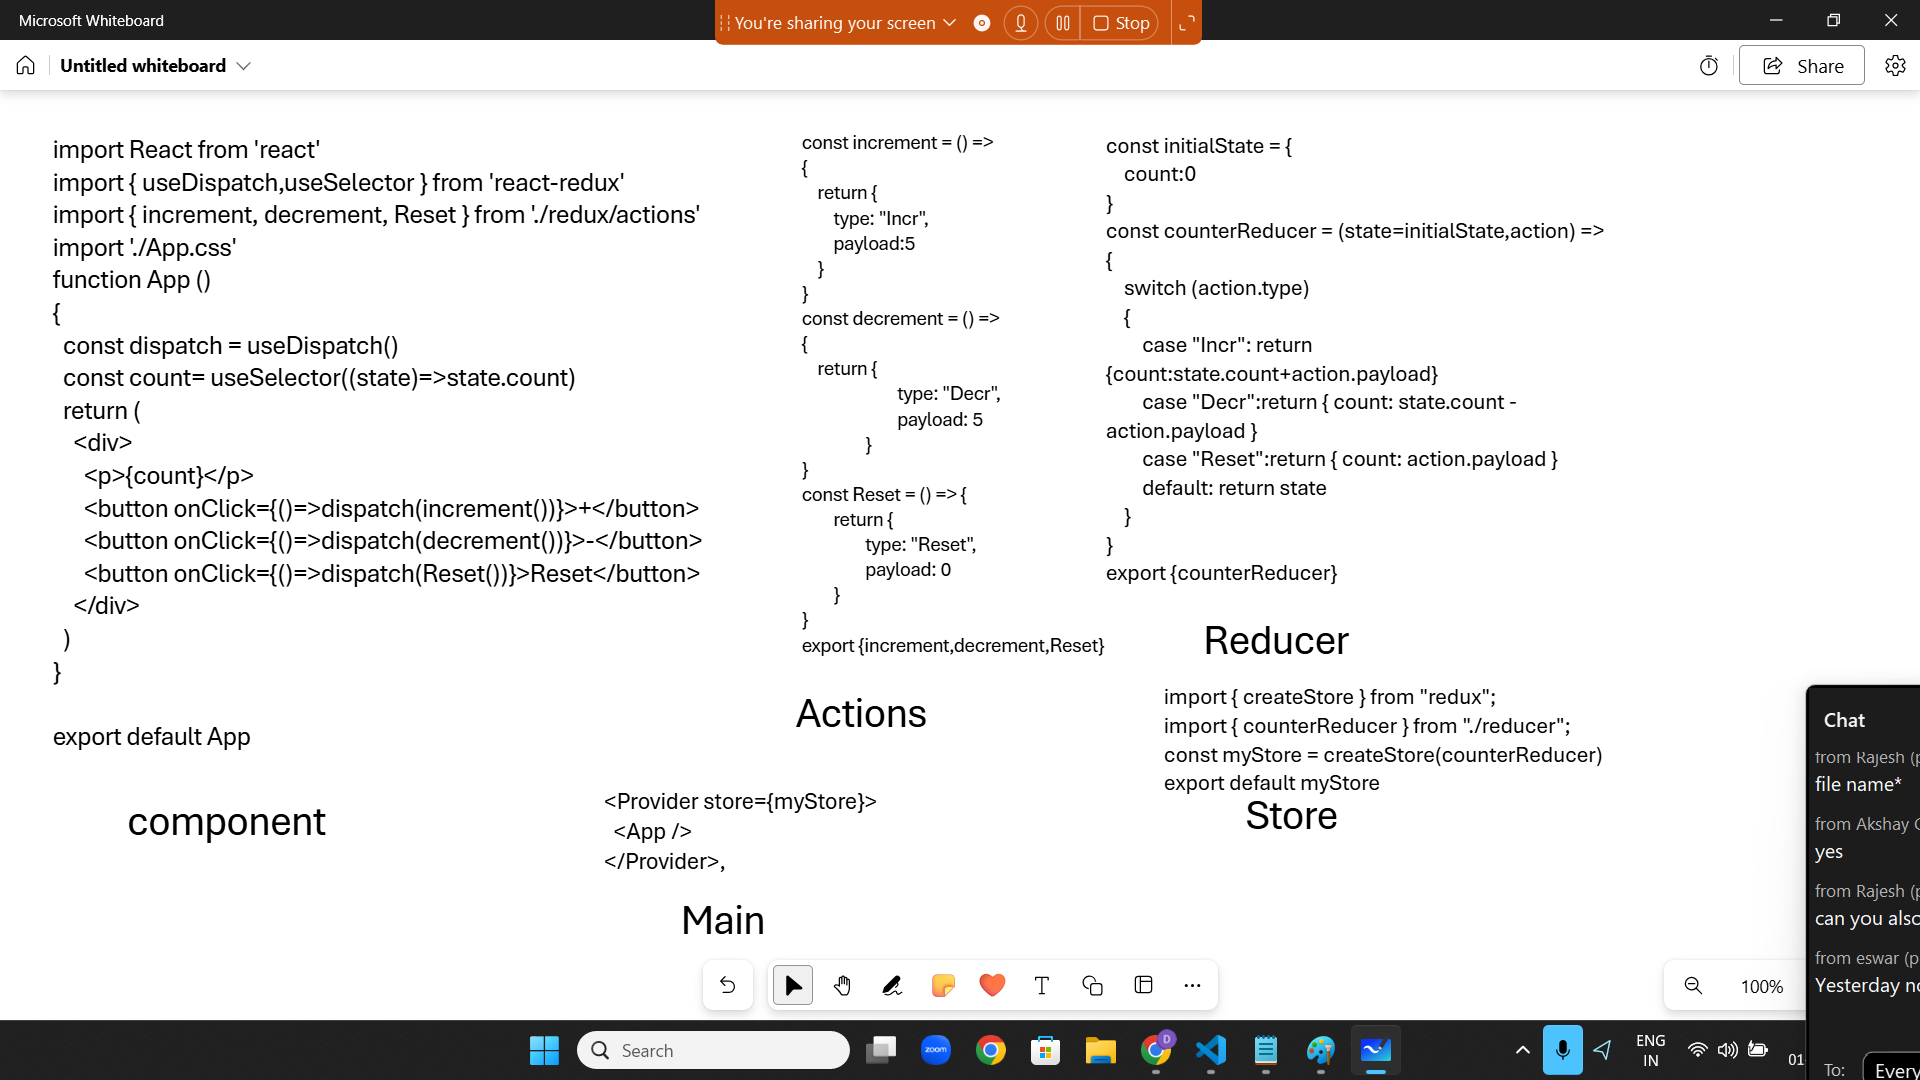 Microsoft Whiteboard
You're sharing your screen
Stop
Untitled whiteboard
Share
import React from 'react'
import { useDispatch,useSelector } from 'react-redux'
import { increment, decrement, Reset } from './redux/actions'
import './App.css'
function App ()
{
const dispatch = useDispatch()
const count= useSelector((state)=>state.count)
return (
<div>
<p>{count}</p>
<button onClick={()=>dispatch(increment())}>+</button>
<button onClick={()=>dispatch(decrement())}>-</button>
<button onClick={()=>dispatch(Reset())}>Reset</button>
</div>
)
}
export default App
component
const increment = () =>
{
return {
type: "Incr",
payload:5
}
}
const decrement = () =>
{
return {
type: "Decr",
payload: 5
}
}
const Reset = () => {
return {
type: "Reset",
payload: 0
}
}
export {increment,decrement,Reset}
Actions
const initialState = {
count:0
}
const counterReducer = (state=initialState,action) =>
{
switch (action.type)
{
case "Incr": return
{count:state.count+action.payload}
case "Decr":return { count: state.count -
action.payload }
case "Reset":return { count: action.payload }
default: return state
}
}
export {counterReducer}
Reducer
import { createStore } from "redux";
import { counterReducer } from "./reducer";
const myStore = createStore(counterReducer)
export default myStore
Store
<Provider store={myStore}>
<App />
</Provider>,
Main
Chat
from Rajesh (p
file name*
from Akshay
yes
from Rajesh (p
can you also
from eswar (p
Yesterday
To: Every
100%
Search
zoom
D
ENG
IN
01